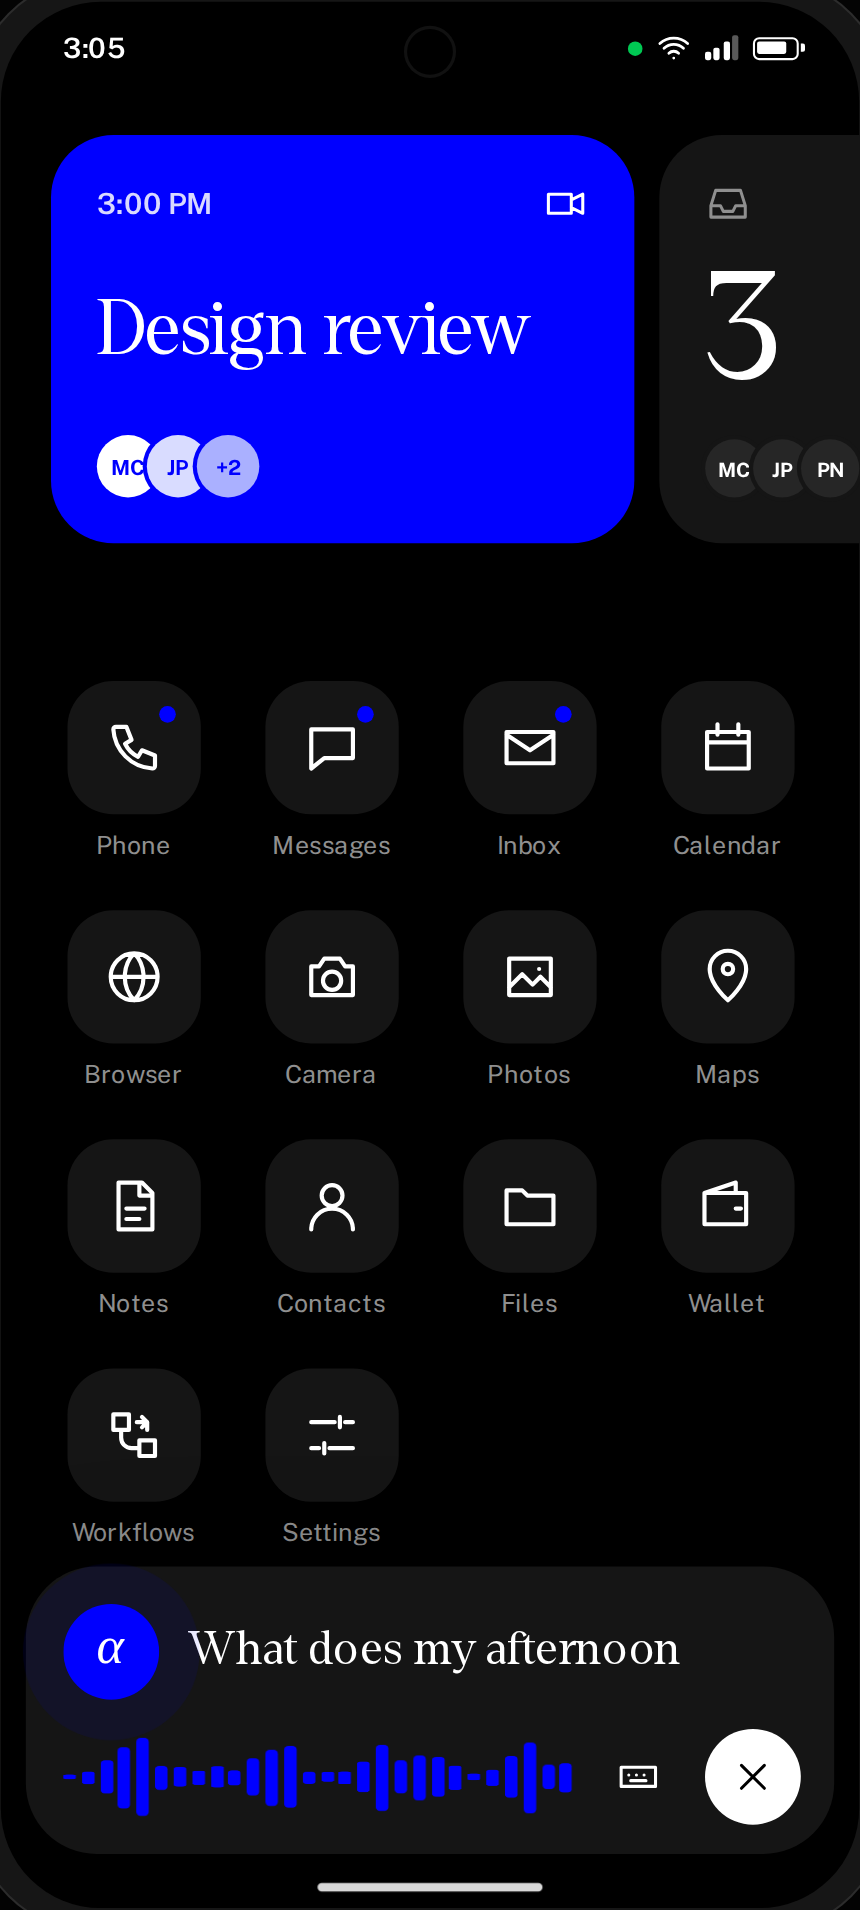 3:05
3:00 PM
Design review
MC JP +2
3
MC JP PN
Phone Messages Inbox Calendar
Browser Camera Photos Maps
Notes Contacts Files Wallet
Workflows Settings
α What does my afternoon